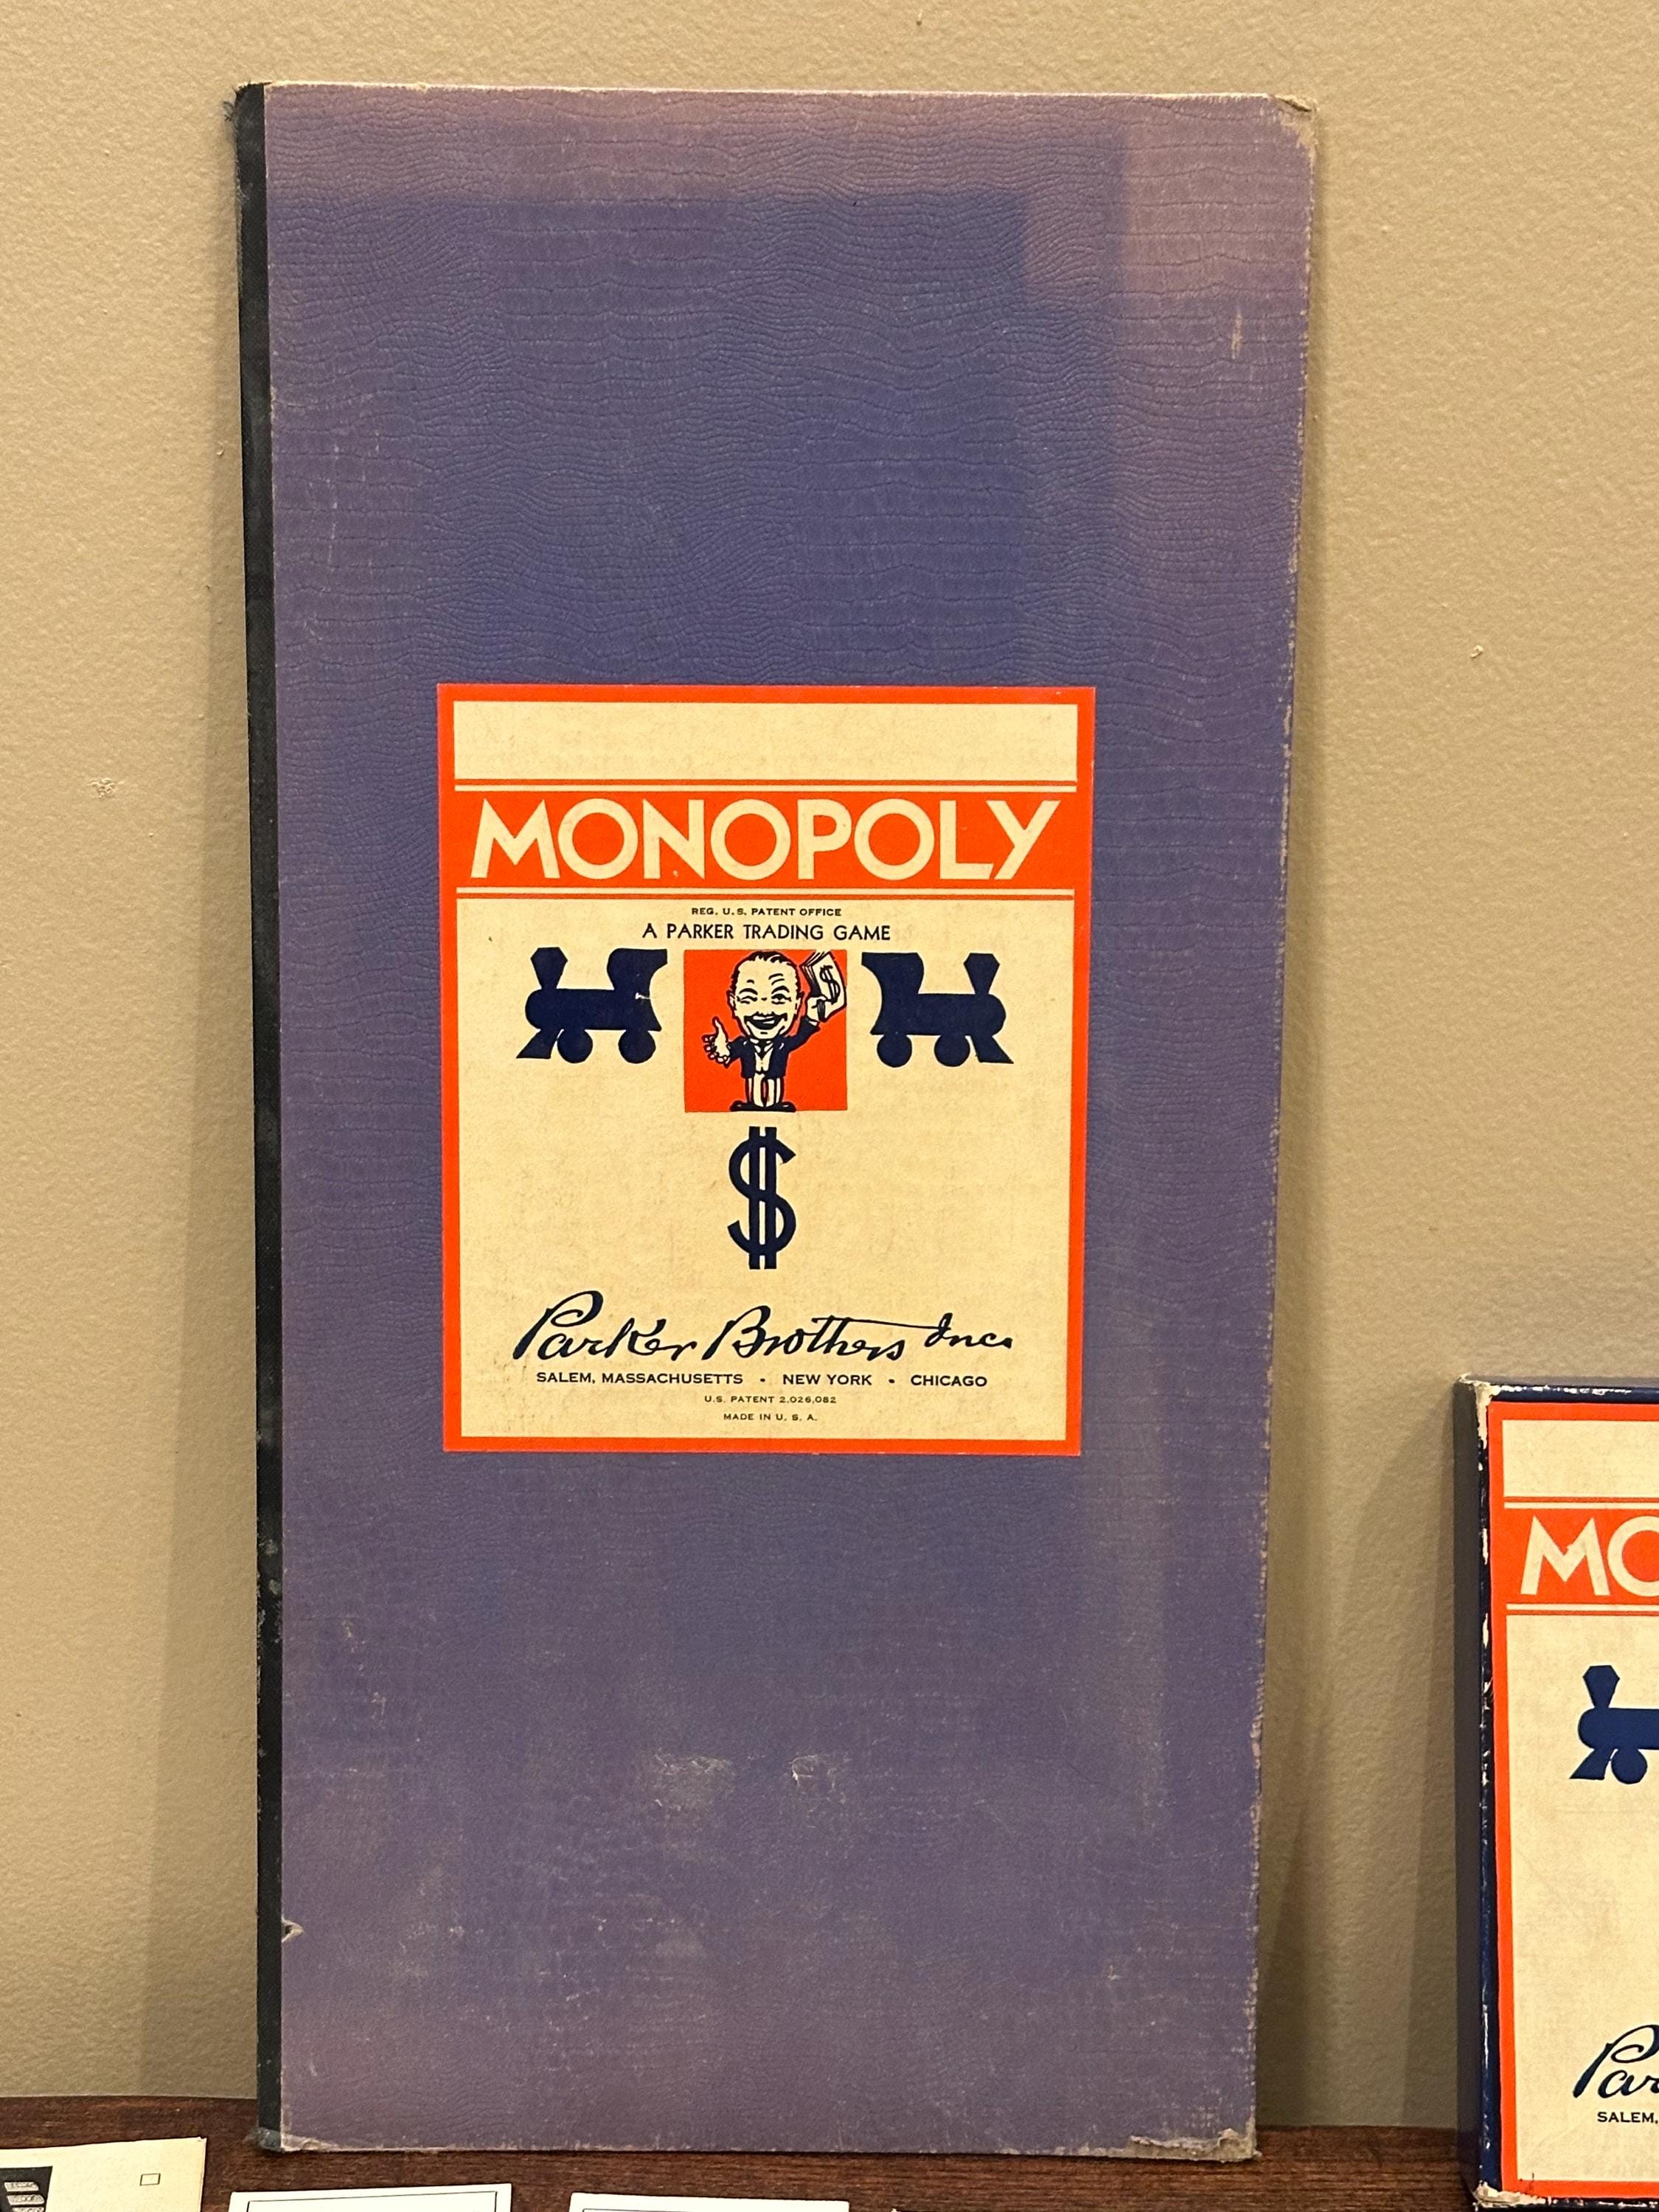 MONOPOLY
REG. U.S. PATENT OFFICE
A PARKER TRADING GAME
$
$
Parker Brothers Inc.
SALEM, MASSACHUSETTS • NEW YORK • CHICAGO
U.S. PATENT 2,026,082
MADE IN U. S. A.
MO
Par
SALEM,